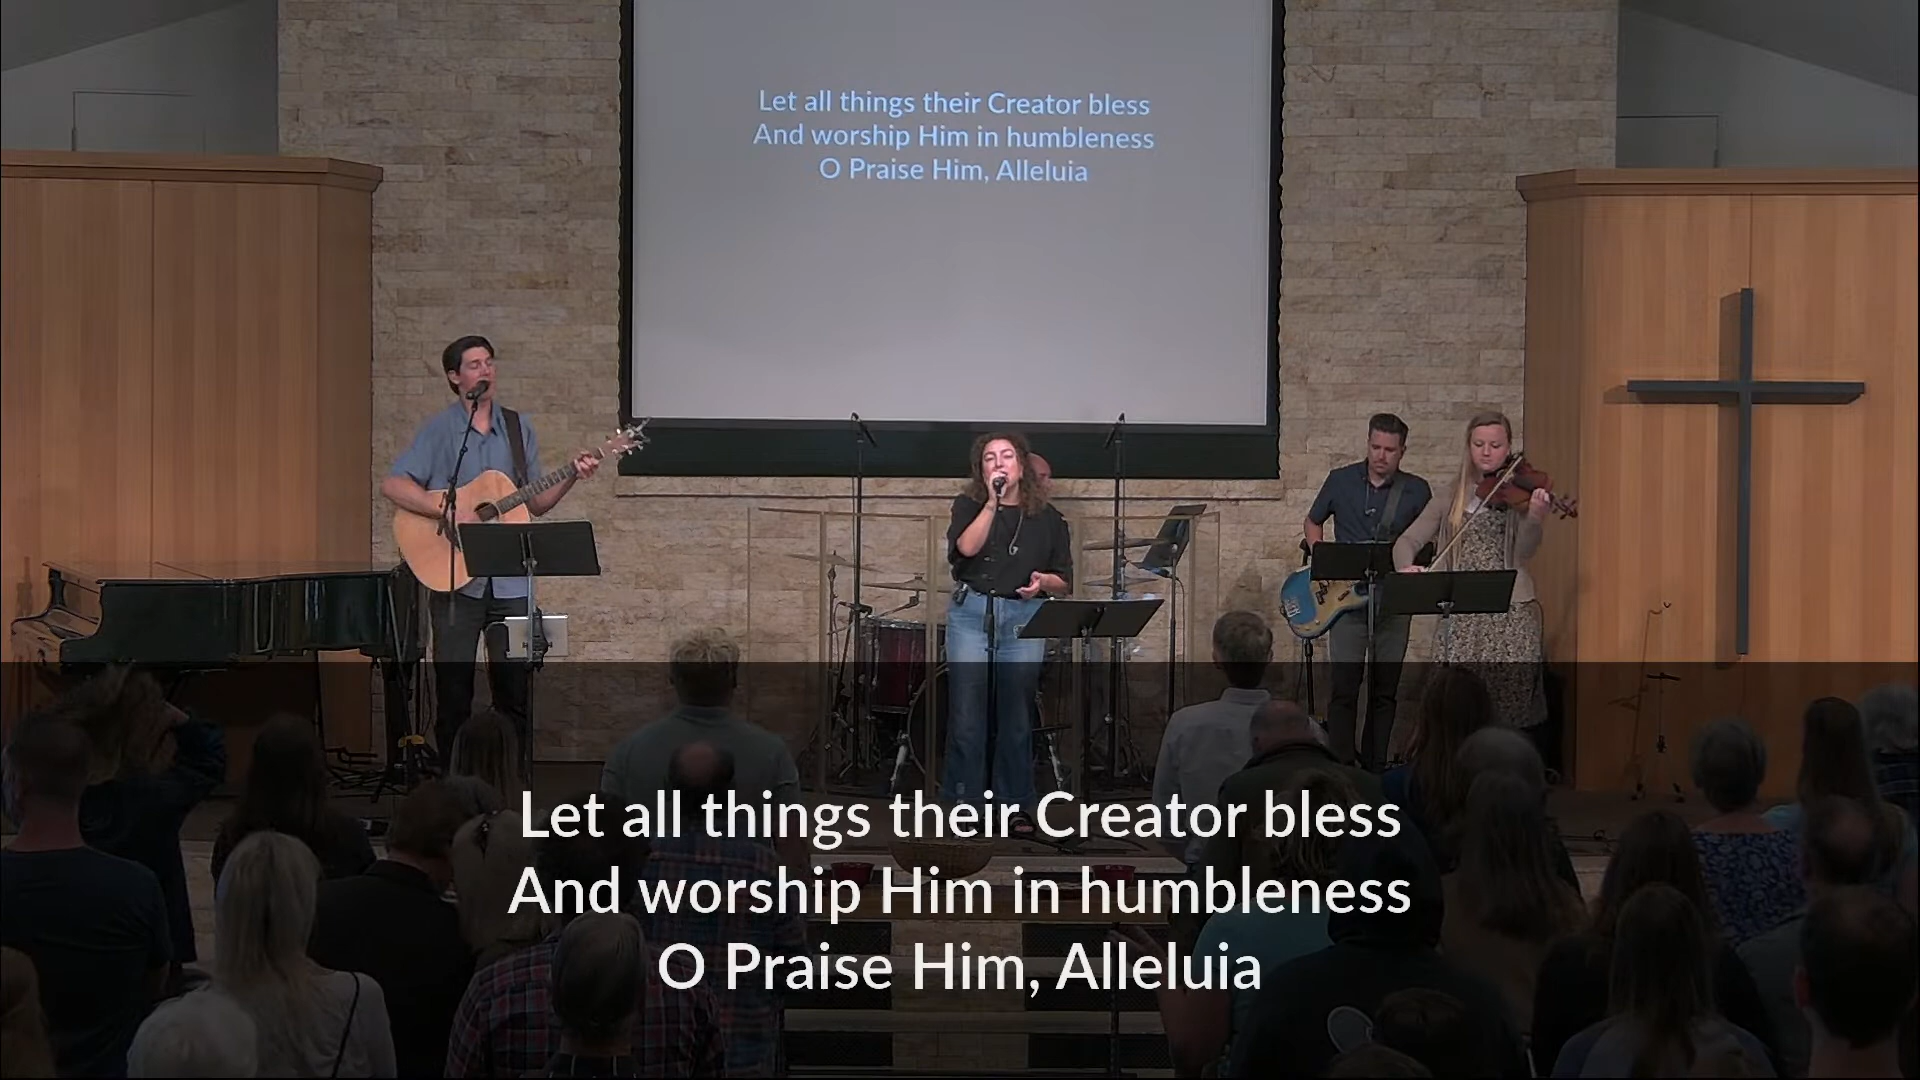 Let all things their Creator bless
And worship Him in humbleness
O Praise Him, Alleluia
Let all things their Creator bless
And worship Him in humbleness
O Praise Him, Alleluia